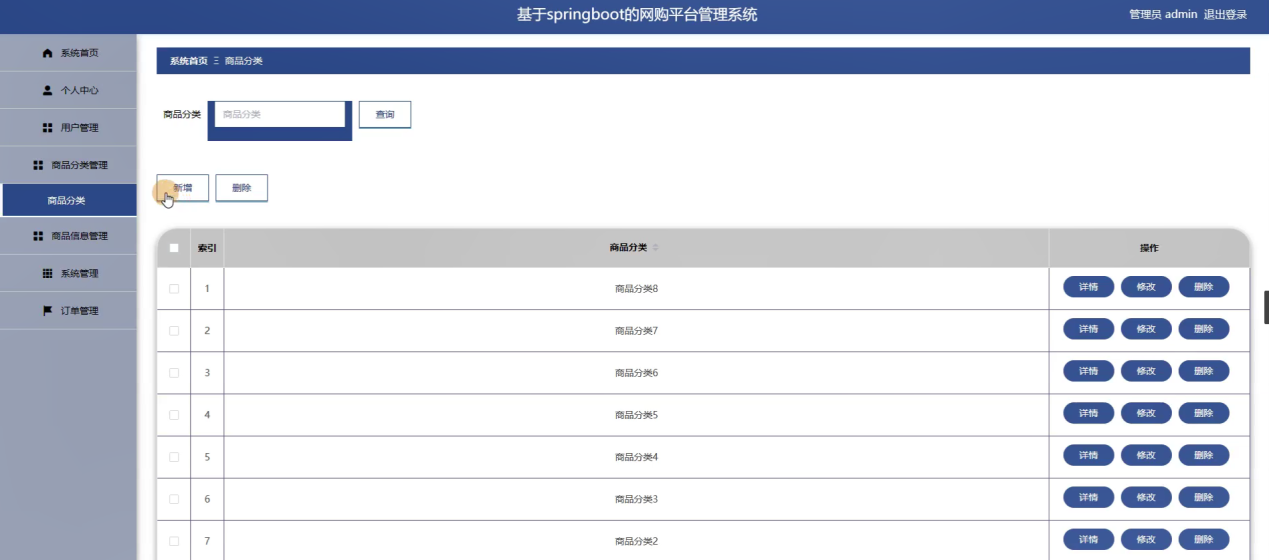 基于springboot的网购平台管理系统
管理员 admin 退出登录
系统首页
个人中心
用户管理
商品分类管理
商品分类
商品信息管理
系统管理
订单管理
系统首页 Ξ 商品分类
商品分类 商品分类 查询
新增 删除
索引 商品分类 操作
1 商品分类8 详情 修改 删除
2 商品分类7 详情 修改 删除
3 商品分类6 详情 修改 删除
4 商品分类5 详情 修改 删除
5 商品分类4 详情 修改 删除
6 商品分类3 详情 修改 删除
7 商品分类2 详情 修改 删除